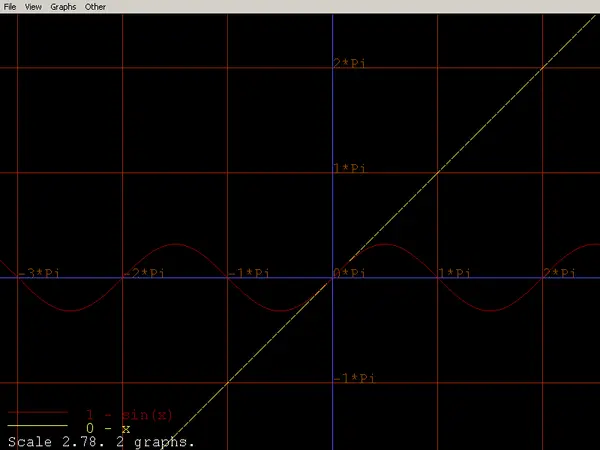 File View Graphs Other
2*Pi
1*Pi
-3*Pi -2*Pi -1*Pi 0*Pi 1*Pi 2*Pi
-1*Pi
1 - sin(x)
0 - x
Scale 2.78. 2 graphs.